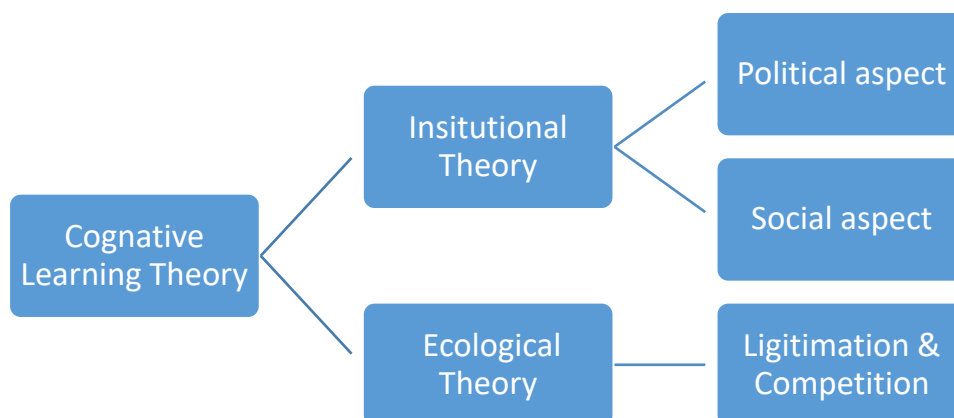 Cognative
Learning Theory
Insitutional
Theory
Political aspect
Social aspect
Ecological
Theory
Ligitimation &
Competition